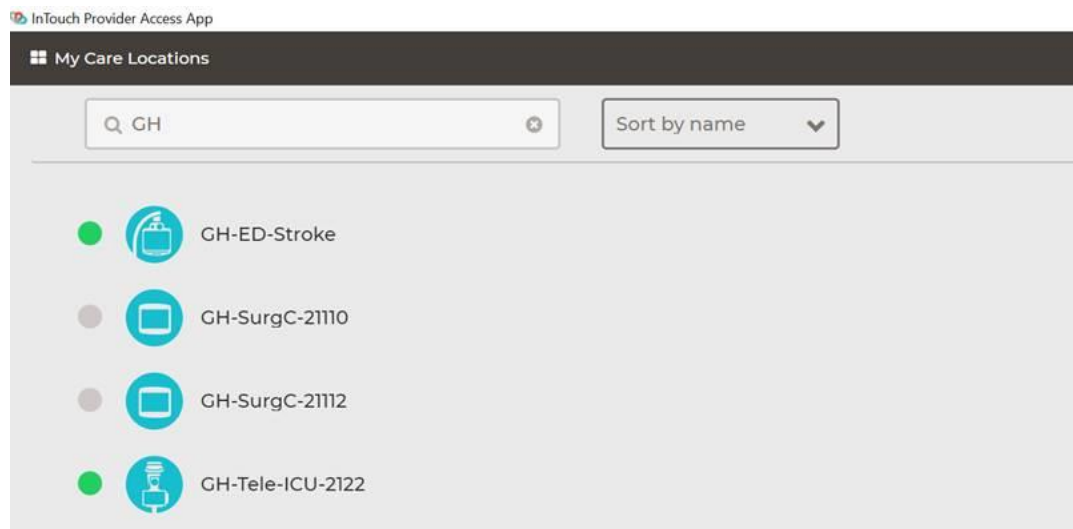 InTouch Provider Access App
My Care Locations
GH
Sort by name
GH-ED-Stroke
GH-SurgC-21110
GH-SurgC-21112
GH-Tele-ICU-2122